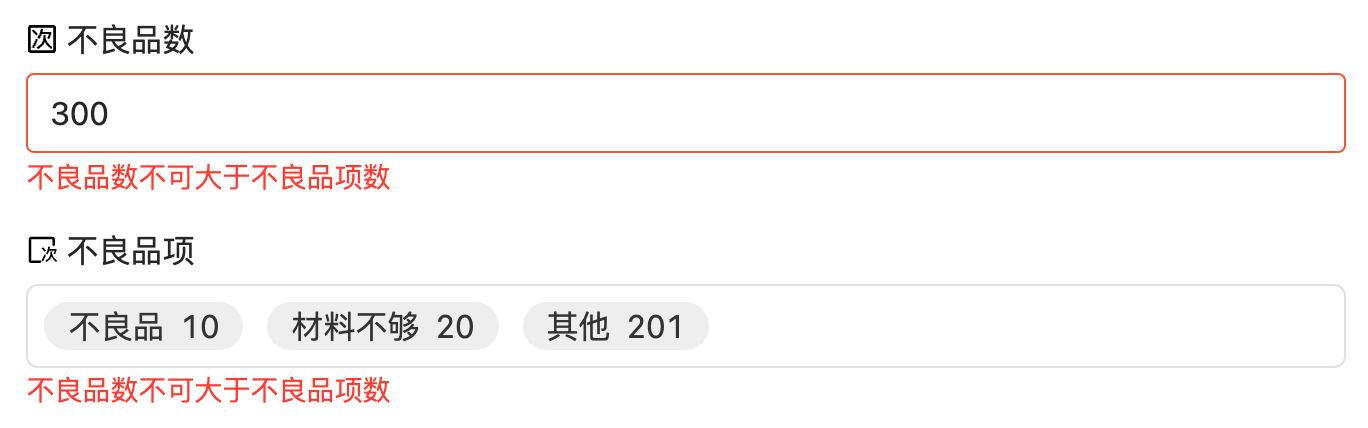 次 不良品数
300
不良品数不可大于不良品项数
次 不良品项
不良品 10 材料不够 20 其他 201
不良品数不可大于不良品项数